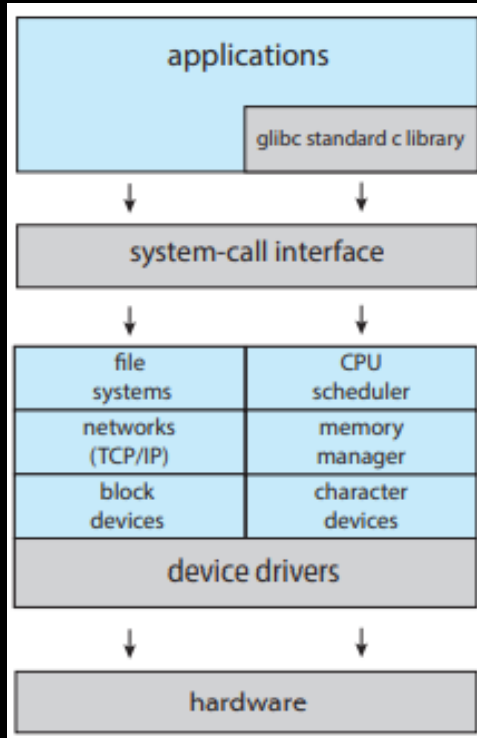 applications
glibc standard c library
system-call interface
file
systems
CPU
scheduler
networks
(TCP/IP)
memory
manager
block
devices
character
devices
device drivers
hardware